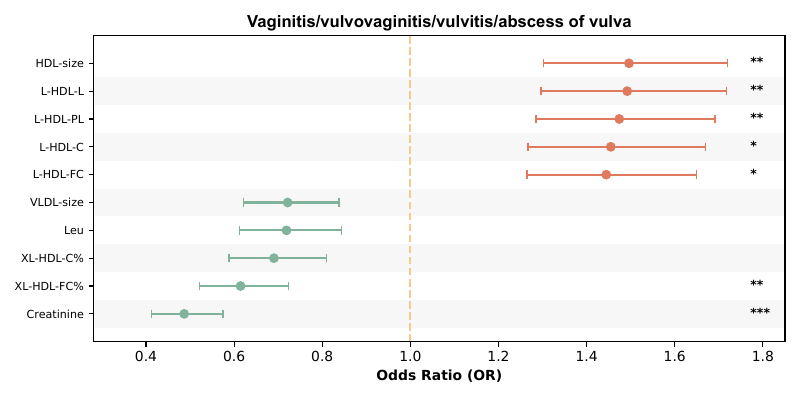 Vaginitis/vulvovaginitis/vulvitis/abscess of vulva
HDL-size **
L-HDL-L **
L-HDL-PL **
L-HDL-C *
L-HDL-FC *
VLDL-size
Leu
XL-HDL-C%
XL-HDL-FC% **
Creatinine ***
0.4 0.6 0.8 1.0 1.2 1.4 1.6 1.8
Odds Ratio (OR)